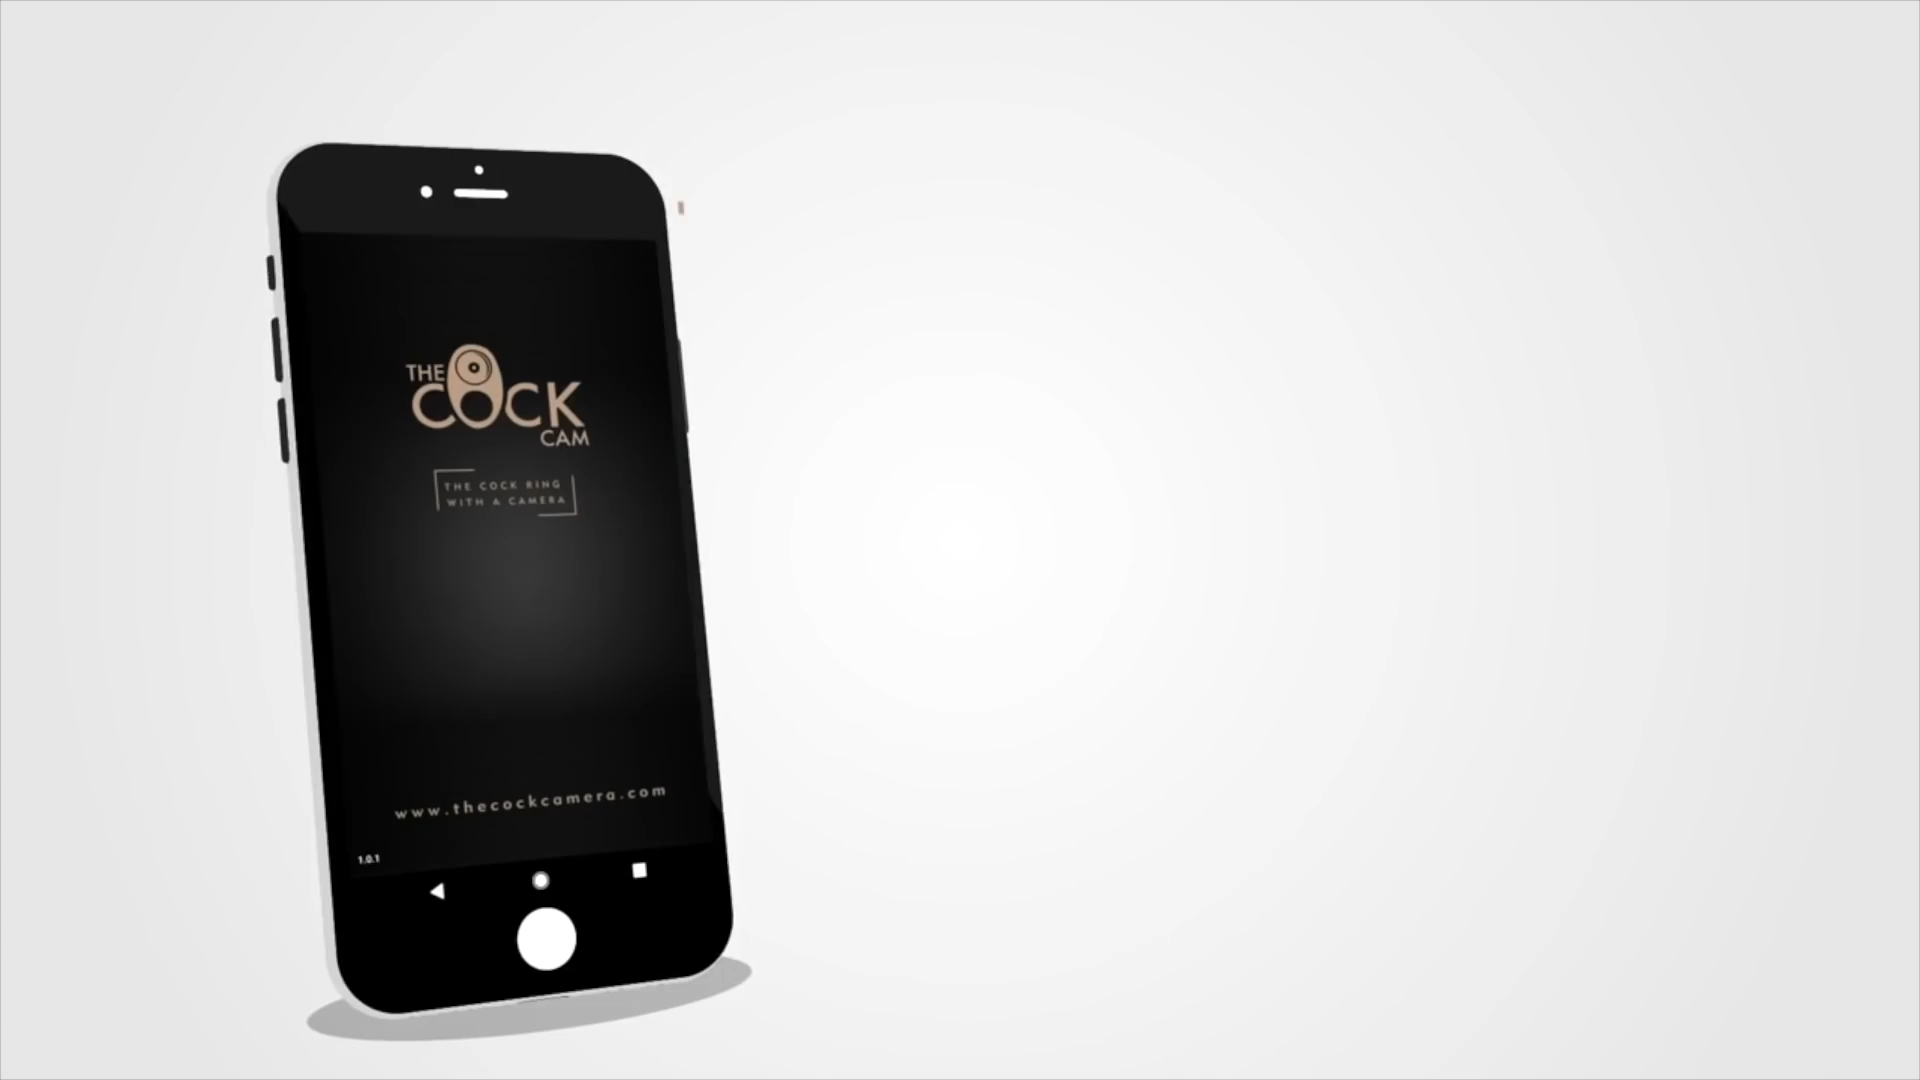 THE
COCK
CAM
THE COCK RING
WITH A CAMERA
www.thecockcamera.com
1.0.1